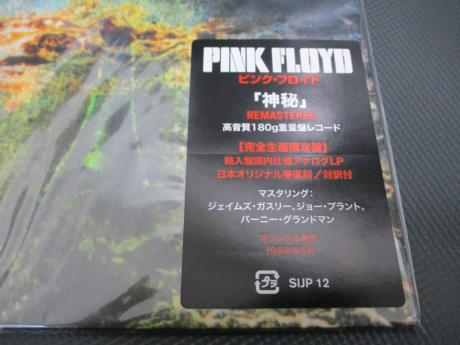 PINK FLOYD
ピンク・フロイド
『神秘』
REMASTERED
高音質180g重量盤レコード
【完全生産限定盤】
輸入盤国内仕様アナログLP
日本オリジナル帯復刻/対訳付
マスタリング:
ジェイムズ・ガスリー、ジョー・プラント、
バーニー・グランドマン
オリジナル発売
1968年6月
プラ
SIJP 12